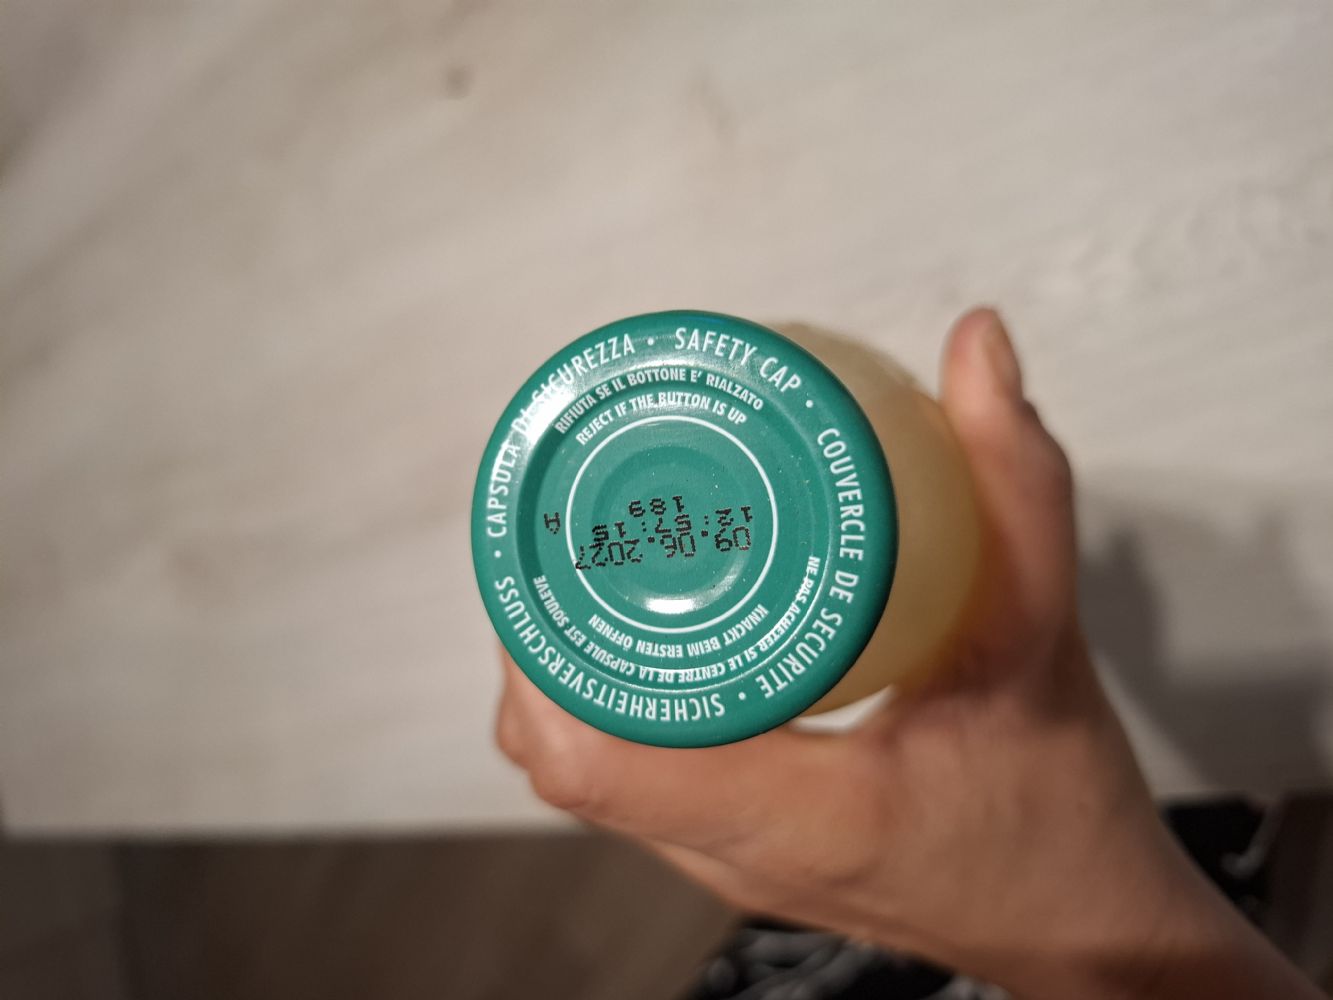 CAPSULA DI SICUREZZA • SAFETY CAP • COUVERCLE DE SECURITE • SICHERHEITSVERSCHLUSS •
RIFIUTA SE IL BOTTONE E' RIALZATO
REJECT IF THE BUTTON IS UP
NE PAS ACHETER SI LE CENTRE DE LA CAPSULE EST SOULEVE
KNACKT BEIM ERSTEN ÖFFNEN
09.06.2027
12:57:15 A
189